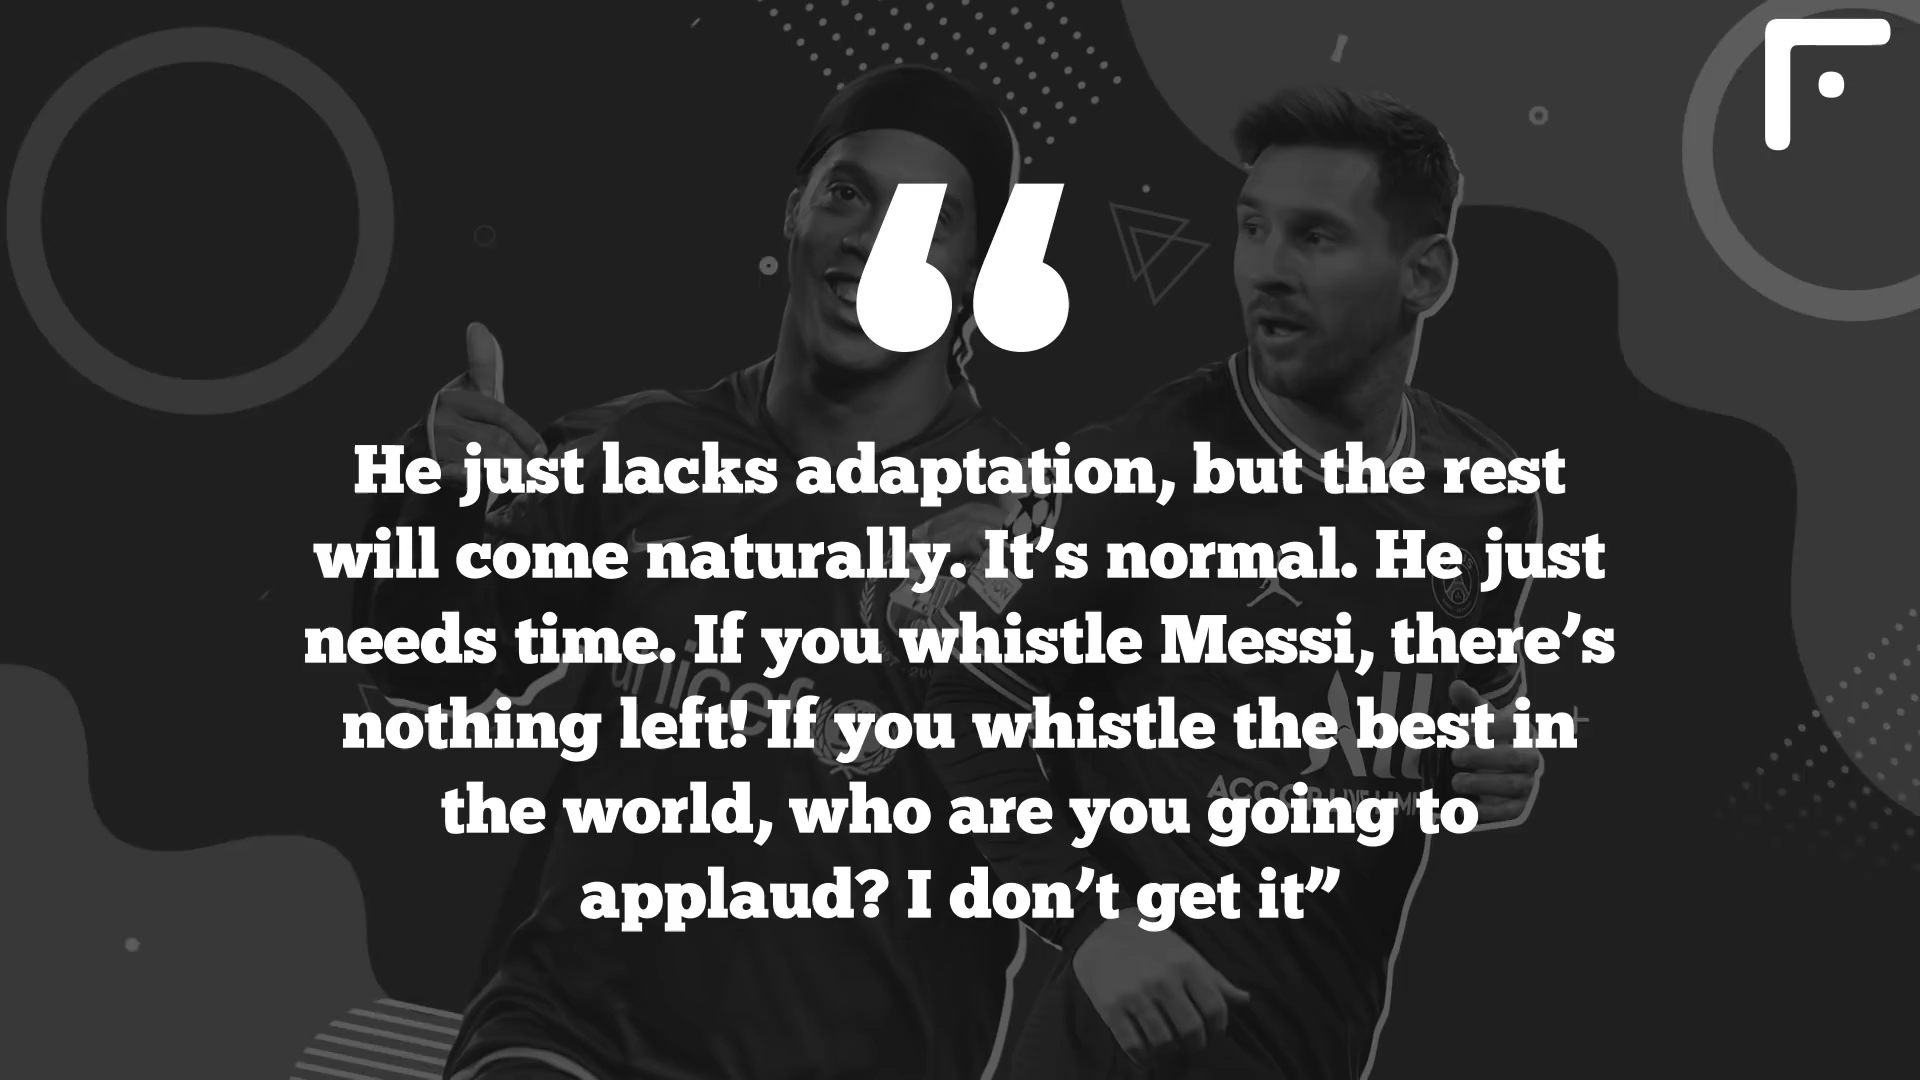 “
He just lacks adaptation, but the rest
will come naturally. It’s normal. He just
needs time. If you whistle Messi, there’s
nothing left! If you whistle the best in
the world, who are you going to
applaud? I don’t get it”
unicef
All